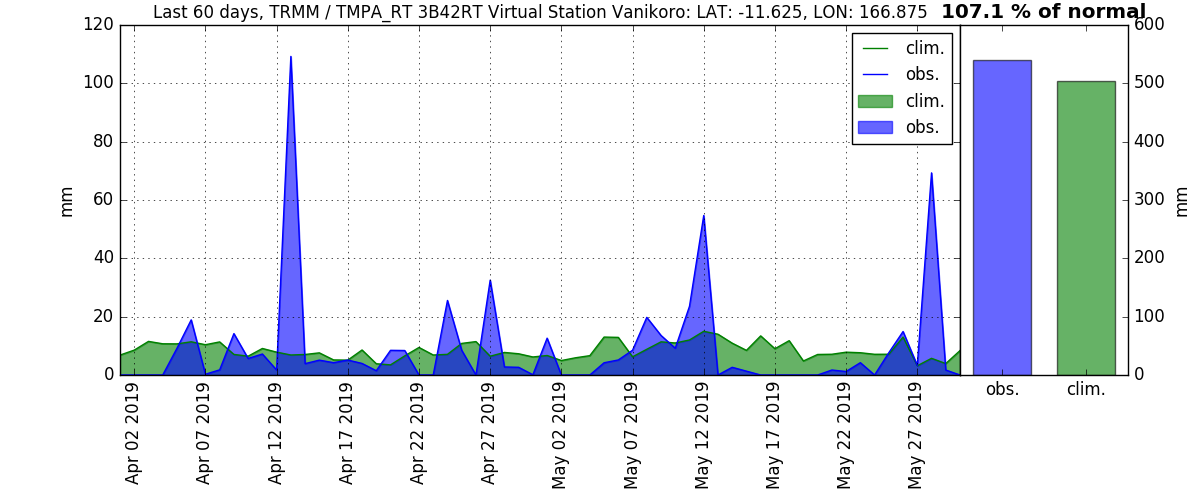 Last 60 days, TRMM / TMPA_RT 3B42RT Virtual Station Vanikoro: LAT: -11.625, LON: 166.875 107.1 % of normal
120
100
80
60
40
20
0
mm
clim.
obs.
clim.
obs.
600
500
400
300
200
100
0
mm
Apr 02 2019
Apr 07 2019
Apr 12 2019
Apr 17 2019
Apr 22 2019
Apr 27 2019
May 02 2019
May 07 2019
May 12 2019
May 17 2019
May 22 2019
May 27 2019
obs.
clim.